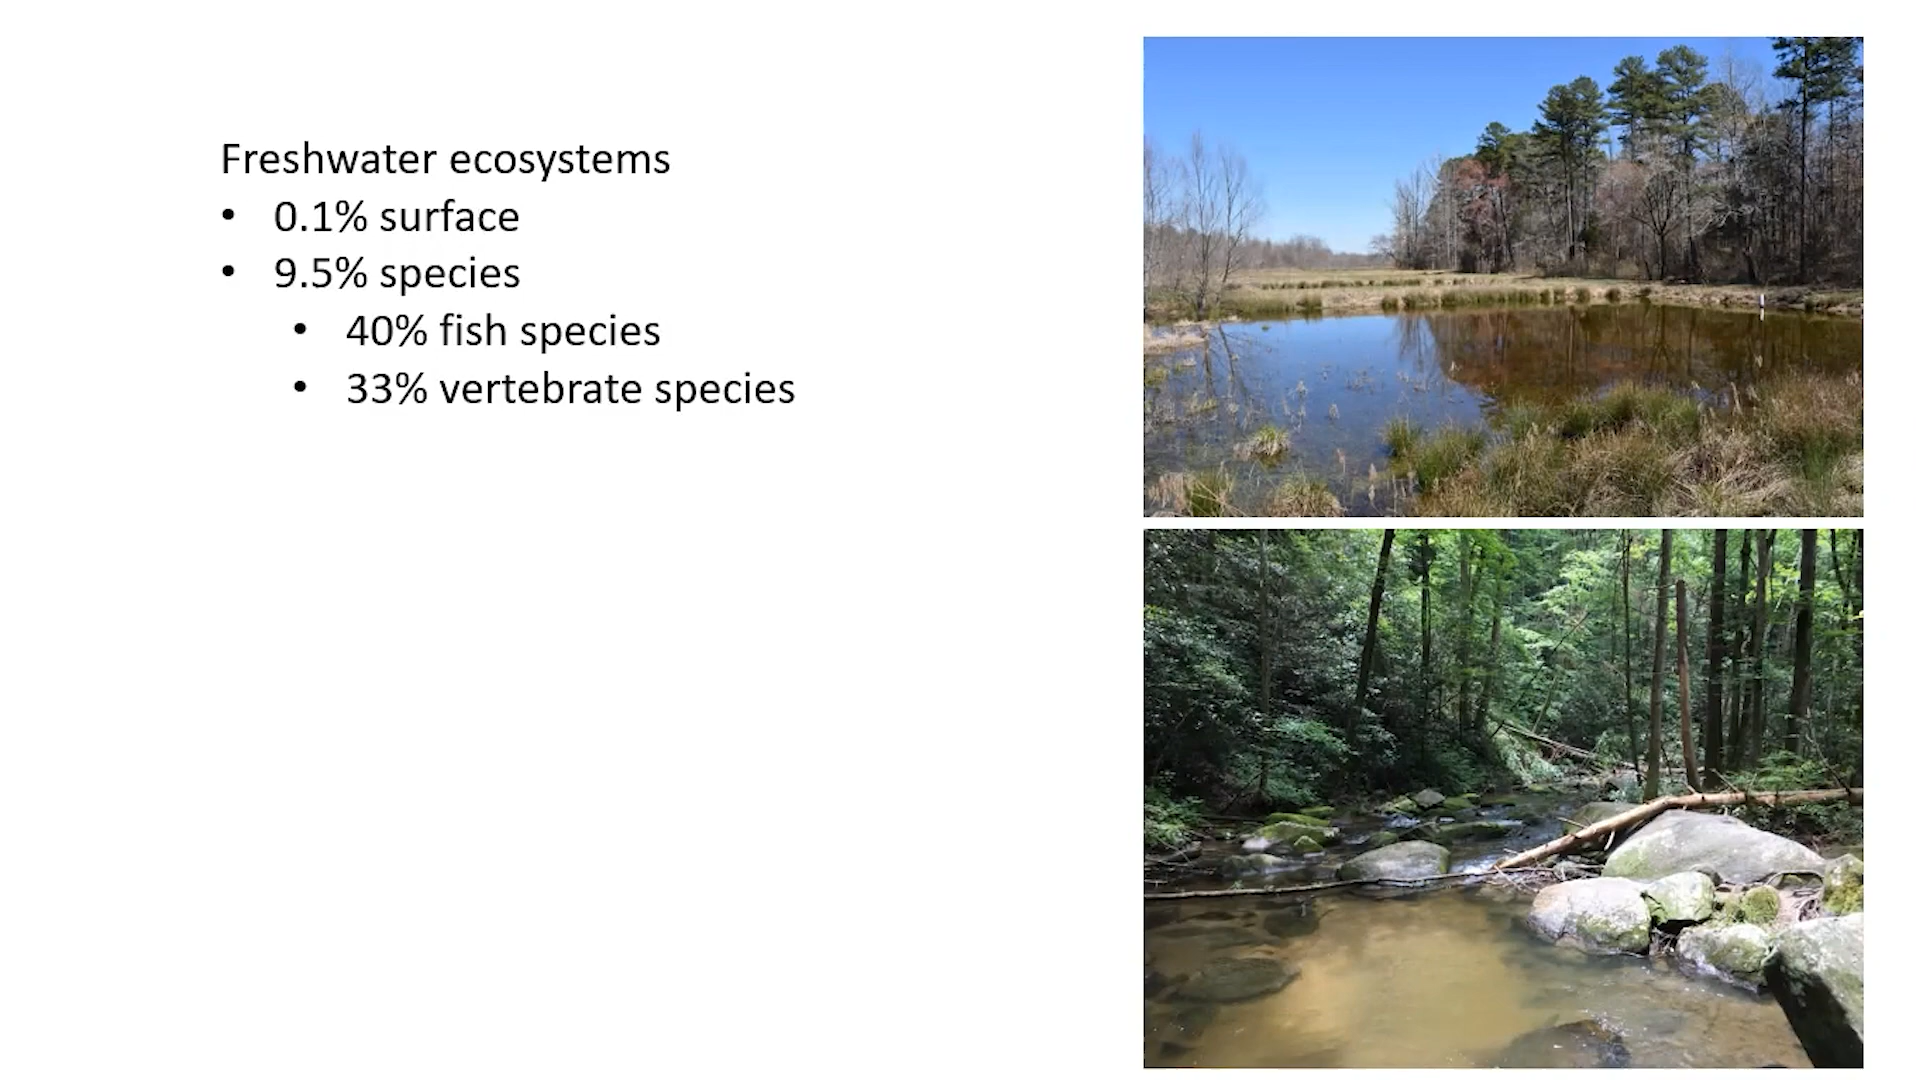 Freshwater ecosystems
• 0.1% surface
• 9.5% species
• 40% fish species
• 33% vertebrate species